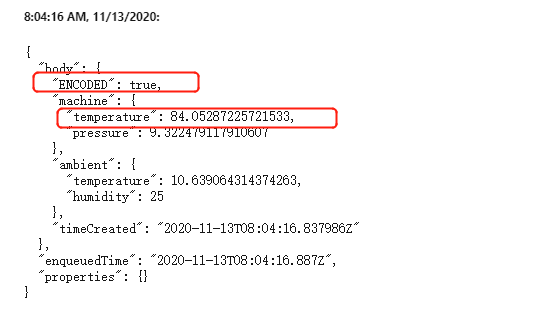 8:04:16 AM, 11/13/2020:
{
"body": {
"ENCODED": true,
"machine": {
"temperature": 84.05287225721533,
"pressure": 9.322479117910607
},
"ambient": {
"temperature": 10.639064314374263,
"humidity": 25
},
"timeCreated": "2020-11-13T08:04:16.837986Z"
},
"enqueuedTime": "2020-11-13T08:04:16.887Z",
"properties": {}
}